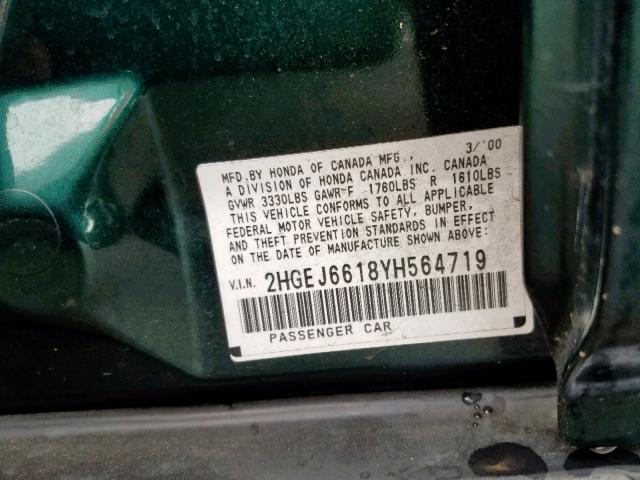 MFD. BY HONDA OF CANADA MFG., 3/'00
A DIVISION OF HONDA CANADA INC. CANADA
GVWR 3330LBS GAWR-F 1760LBS R 1610LBS
THIS VEHICLE CONFORMS TO ALL APPLICABLE
FEDERAL MOTOR VEHICLE SAFETY, BUMPER,
AND THEFT PREVENTION STANDARDS IN EFFECT
ON THE DATE OF MANUFACTURE SHOWN ABOVE:
V.I.N. 2HGEJ6618YH564719
PASSENGER CAR